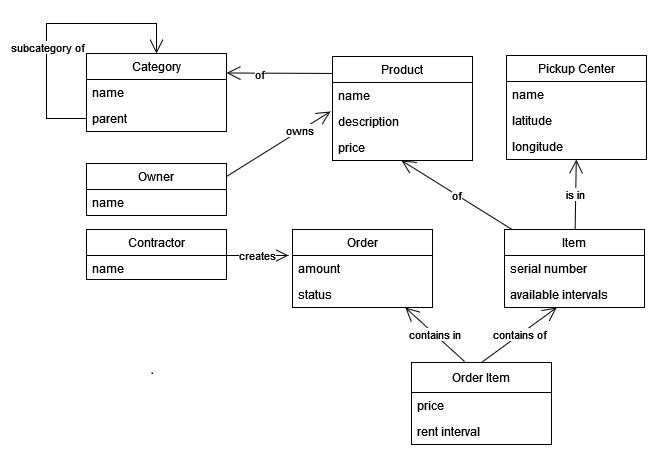 subcategory of
Category
name
parent
of
Product
name
description
price
Pickup Center
name
latitude
longitude
owns
Owner
name
of
is in
Contractor
name
creates
Order
amount
status
Item
serial number
available intervals
contains in
contains of
Order Item
price
rent interval